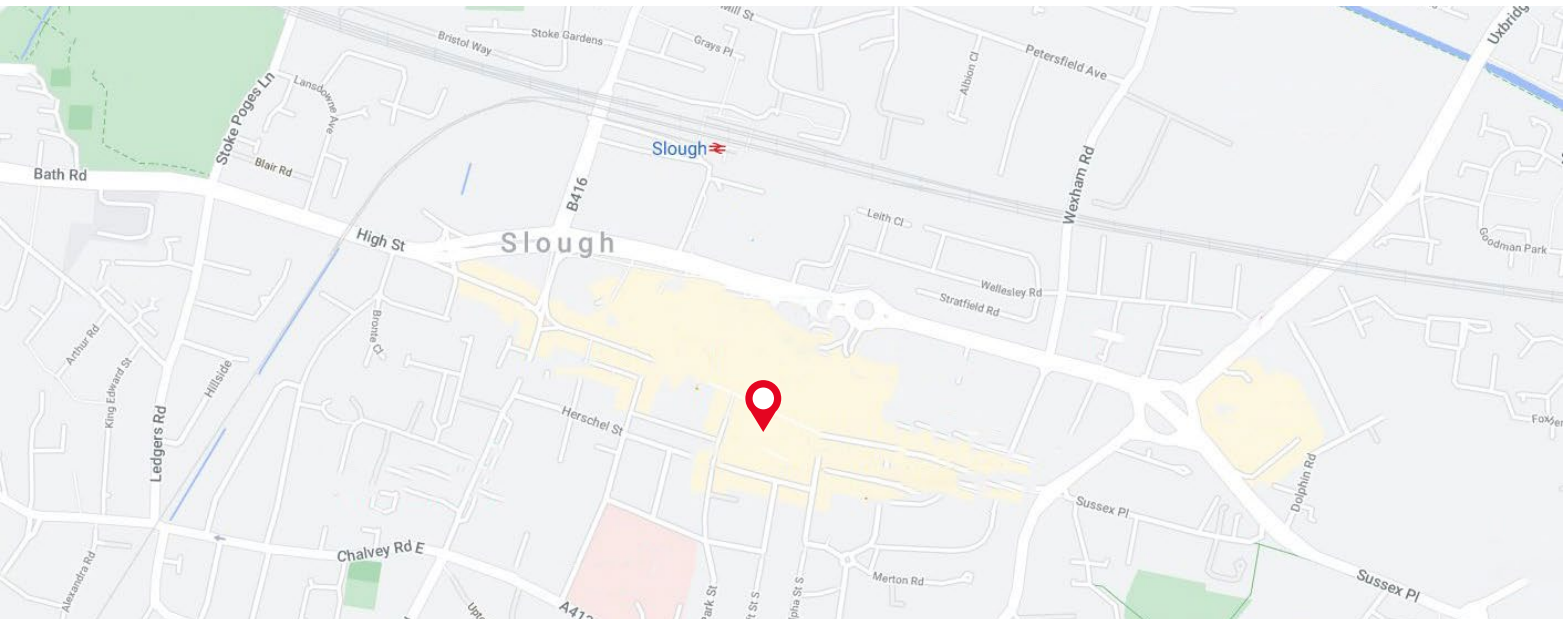 Mill St
Uxbridg
Bristol Way
Stoke Gardens
Grays Pl
Petersfield Ave
Albion Cl
Lansdowne Ave
Stoke Poges Ln
Slough
Blair Rd
Bath Rd
B416
Wexham Rd
Leith Cl
High St
Slough
Goodman Park
Wellesley Rd
Stratfield Rd
Bronte Cl
Arthur Rd
Hillside
King Edward St
Herschel St
Ledgers Rd
Dolphin Rd
Sussex Pl
Chalvey Rd E
Alexandra Rd
Merton Rd
Sussex Pl
Park St